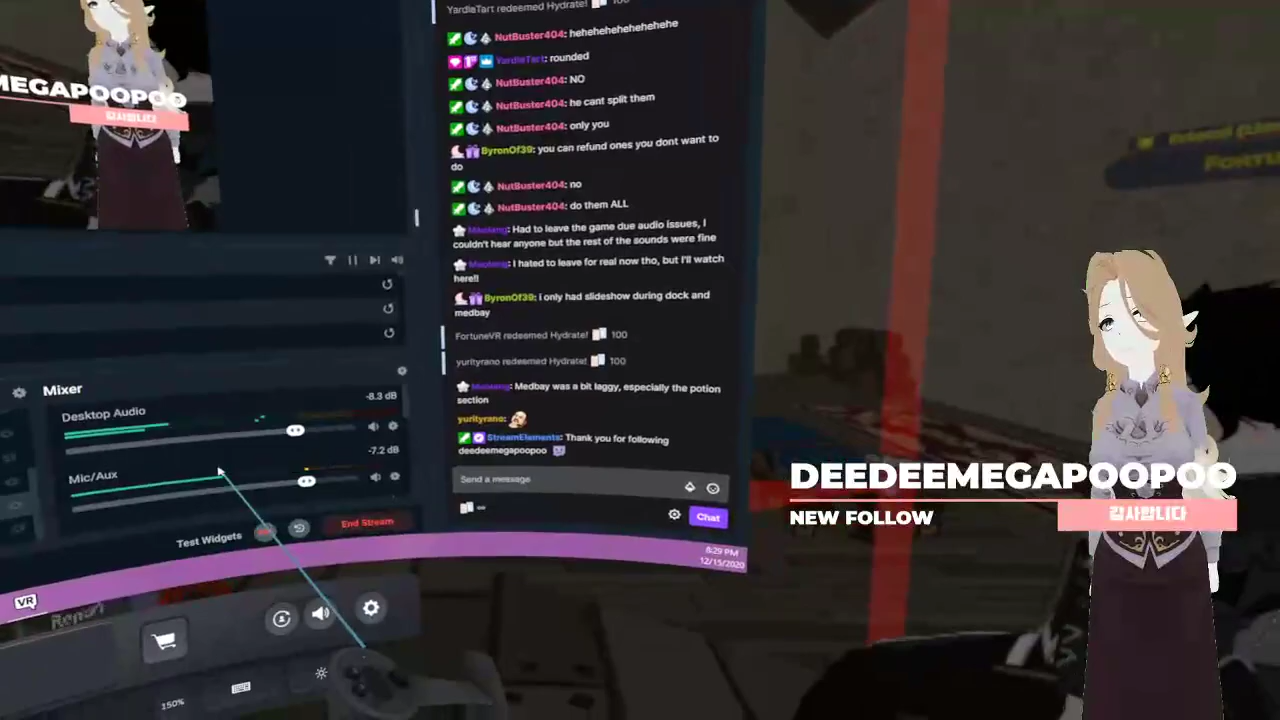 MEGAPOOPOO
감사합니다
YardleTart redeemed Hydrate! 100
NutBuster404: hehehehehehehehehe
YardleTart: rounded
NutBuster404: NO
NutBuster404: he cant split them
NutBuster404: only you
ByronOf39: you can refund ones you dont want to
do
NutBuster404: no
NutBuster404: do them ALL
Had to leave the game due audio issues, I
couldn't hear anyone but the rest of the sounds were fine
I hated to leave for real now tho, but I'll watch
here!!
ByronOf39: i only had slideshow during dock and
medbay
FortuneVR redeemed Hydrate! 100
yurityrano redeemed Hydrate! 100
Medbay was a bit laggy, especially the potion
section
yurityrano:
StreamElements: Thank you for following
deedeemegapoopoo
Send a message
Chat
Mixer
-8.3 dB
Desktop Audio
-7.2 dB
Mic/Aux
Test Widgets
End Stream
8:29 PM
12/15/2020
VR
Report
150%
DEEDEEMEGAPOOPOO
NEW FOLLOW
감사합니다